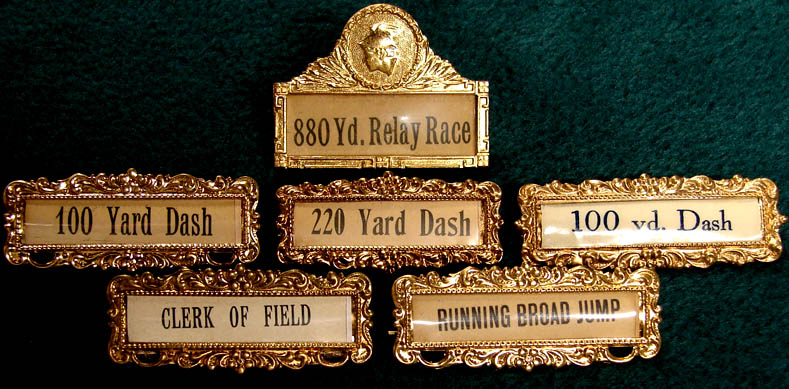 880 Yd. Relay Race
100 Yard Dash
220 Yard Dash
100 yd. Dash
CLERK OF FIELD
RUNNING BROAD JUMP